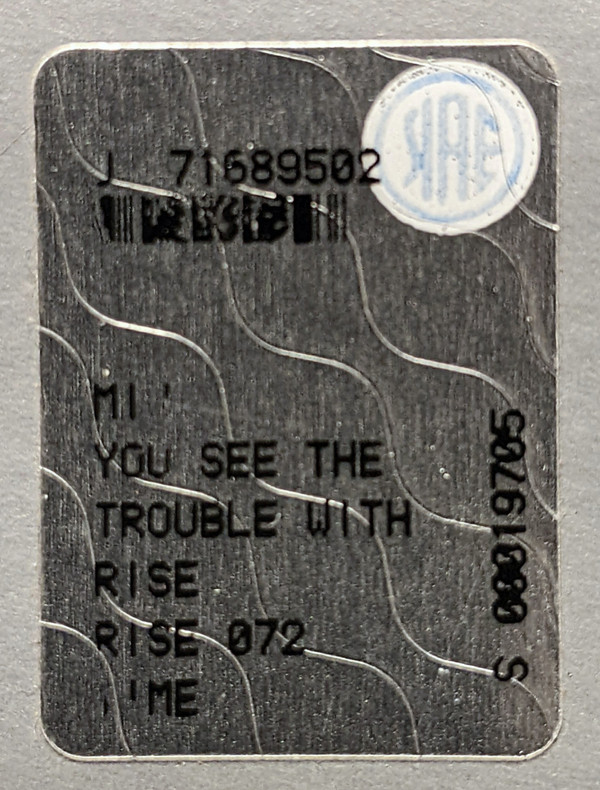 J 71689502
MI '
YOU SEE THE
TROUBLE WITH
RISE
RISE 072
''ME
S 00019705